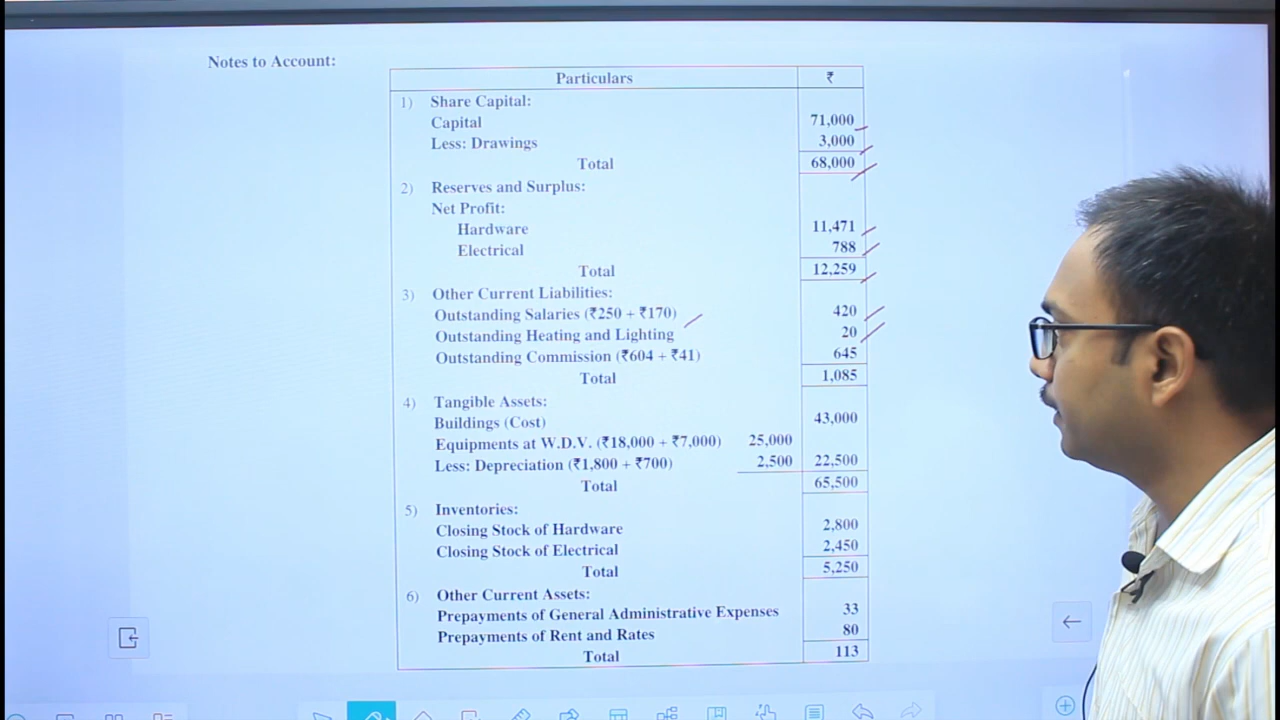 Notes to Account:
Particulars ₹
1) Share Capital:
Capital 71,000
Less: Drawings 3,000
Total 68,000
2) Reserves and Surplus:
Net Profit:
Hardware 11,471
Electrical 788
Total 12,259
3) Other Current Liabilities:
Outstanding Salaries (₹250 + ₹170) 420
Outstanding Heating and Lighting 20
Outstanding Commission (₹604 + ₹41) 645
Total 1,085
4) Tangible Assets:
Buildings (Cost) 43,000
Equipments at W.D.V. (₹18,000 + ₹7,000) 25,000
Less: Depreciation (₹1,800 + ₹700) 2,500 22,500
Total 65,500
5) Inventories:
Closing Stock of Hardware 2,800
Closing Stock of Electrical 2,450
Total 5,250
6) Other Current Assets:
Prepayments of General Administrative Expenses 33
Prepayments of Rent and Rates 80
Total 113